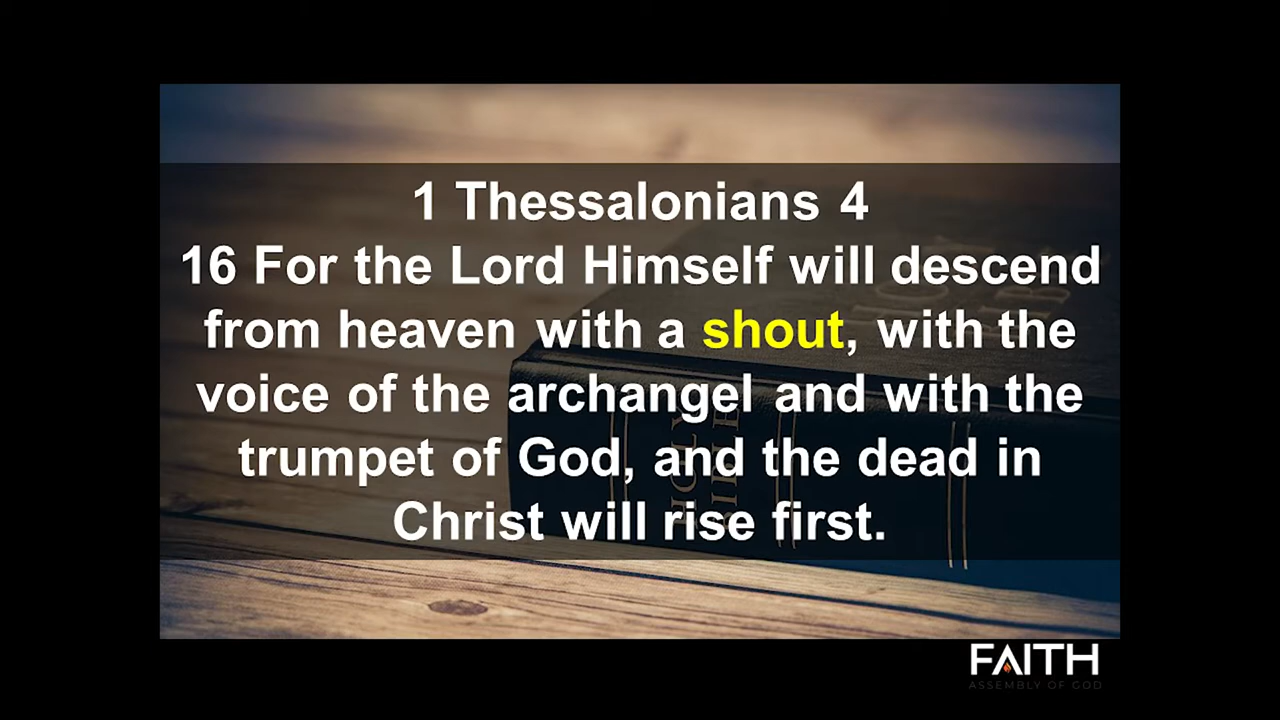 1 Thessalonians 4
16 For the Lord Himself will descend
from heaven with a shout, with the
voice of the archangel and with the
trumpet of God, and the dead in
Christ will rise first.
HOLY
BIBLE
FAITH
ASSEMBLY OF GOD